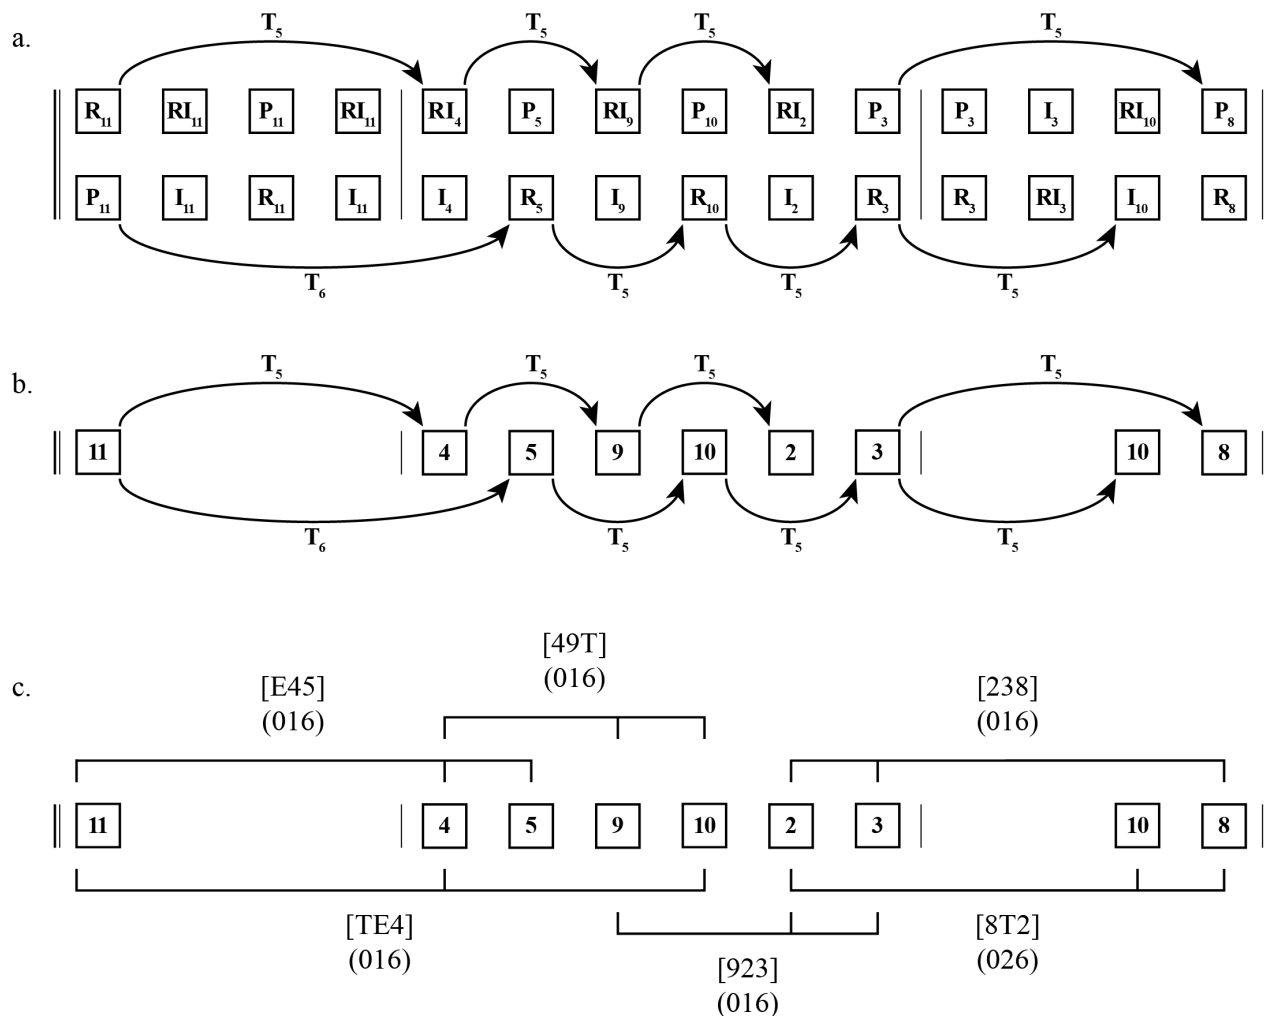 a.
T₅ T₅ T₅ T₅
R₁₁ RI₁₁ P₁₁ RI₁₁ RI₄ P₅ RI₉ P₁₀ RI₂ P₃ P₃ I₃ RI₁₀ P₈
P₁₁ I₁₁ R₁₁ I₁₁ I₄ R₅ I₉ R₁₀ I₂ R₃ R₃ RI₃ I₁₀ R₈
T₆ T₅ T₅ T₅
b.
T₅ T₅ T₅ T₅
11 4 5 9 10 2 3 10 8
T₆ T₅ T₅ T₅
c.
[49T]
(016)
[E45] [238]
(016) (016)
11 4 5 9 10 2 3 10 8
[TE4] [8T2]
(016) (026)
[923]
(016)